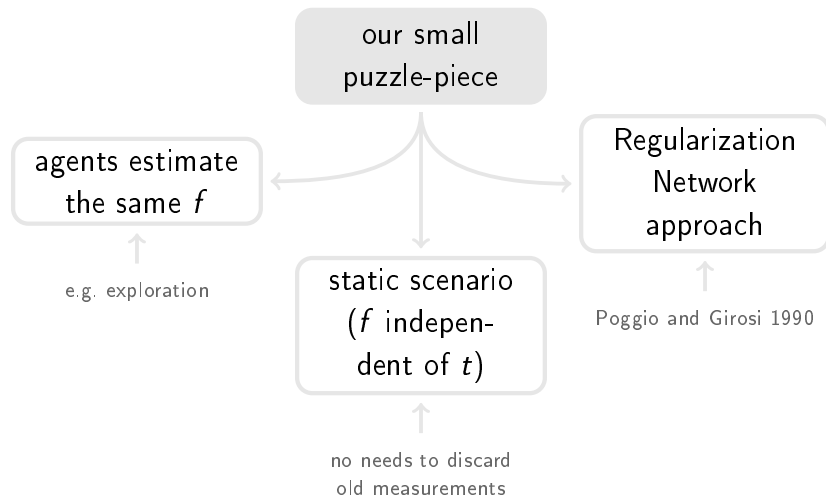 our small
puzzle-piece
agents estimate
the same f
e.g. exploration
static scenario
(f indepen-
dent of t)
no needs to discard
old measurements
Regularization
Network
approach
Poggio and Girosi 1990